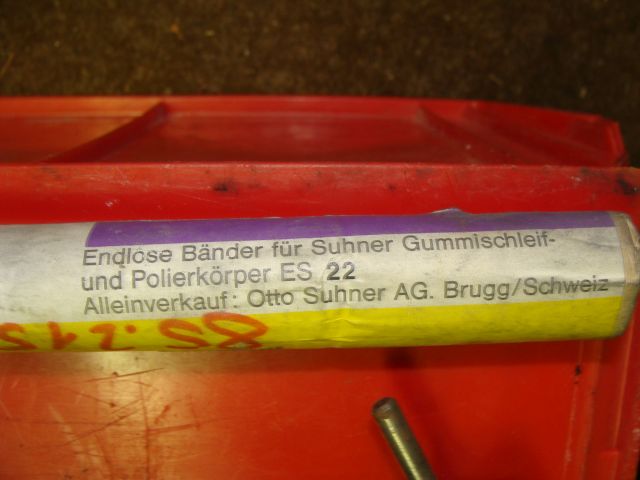 Endlose Bänder für Suhner Gummischleif-
und Polierkörper ES 22
Alleinverkauf: Otto Suhner AG. Brugg/Schweiz